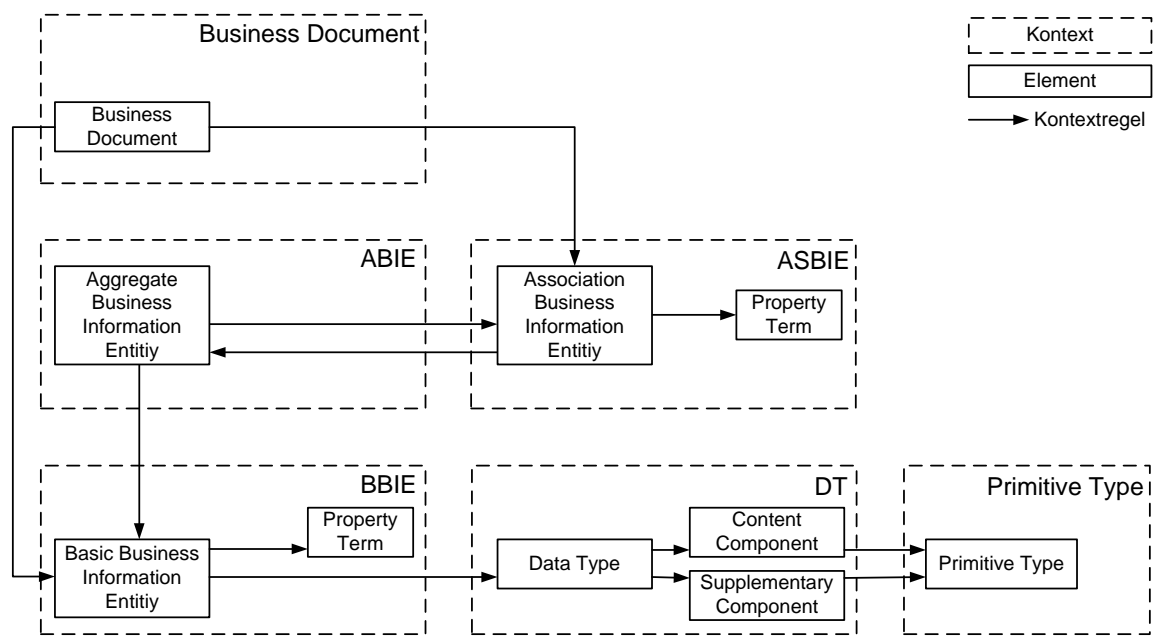 Business Document
Business
Document
Kontext
Element
Kontextregel
ABIE
Aggregate
Business
Information
Entitiy
ASBIE
Association
Business
Information
Entitiy
Property
Term
BBIE
Basic Business
Information
Entitiy
Property
Term
DT
Data Type
Content
Component
Supplementary
Component
Primitive Type
Primitive Type